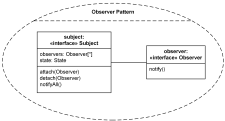 Observer Pattern
subject:
«interface» Subject
observers: Observer[*]
state: State
attach(Observer)
detach(Observer)
notifyAll()
observer:
«interface» Observer
notify()